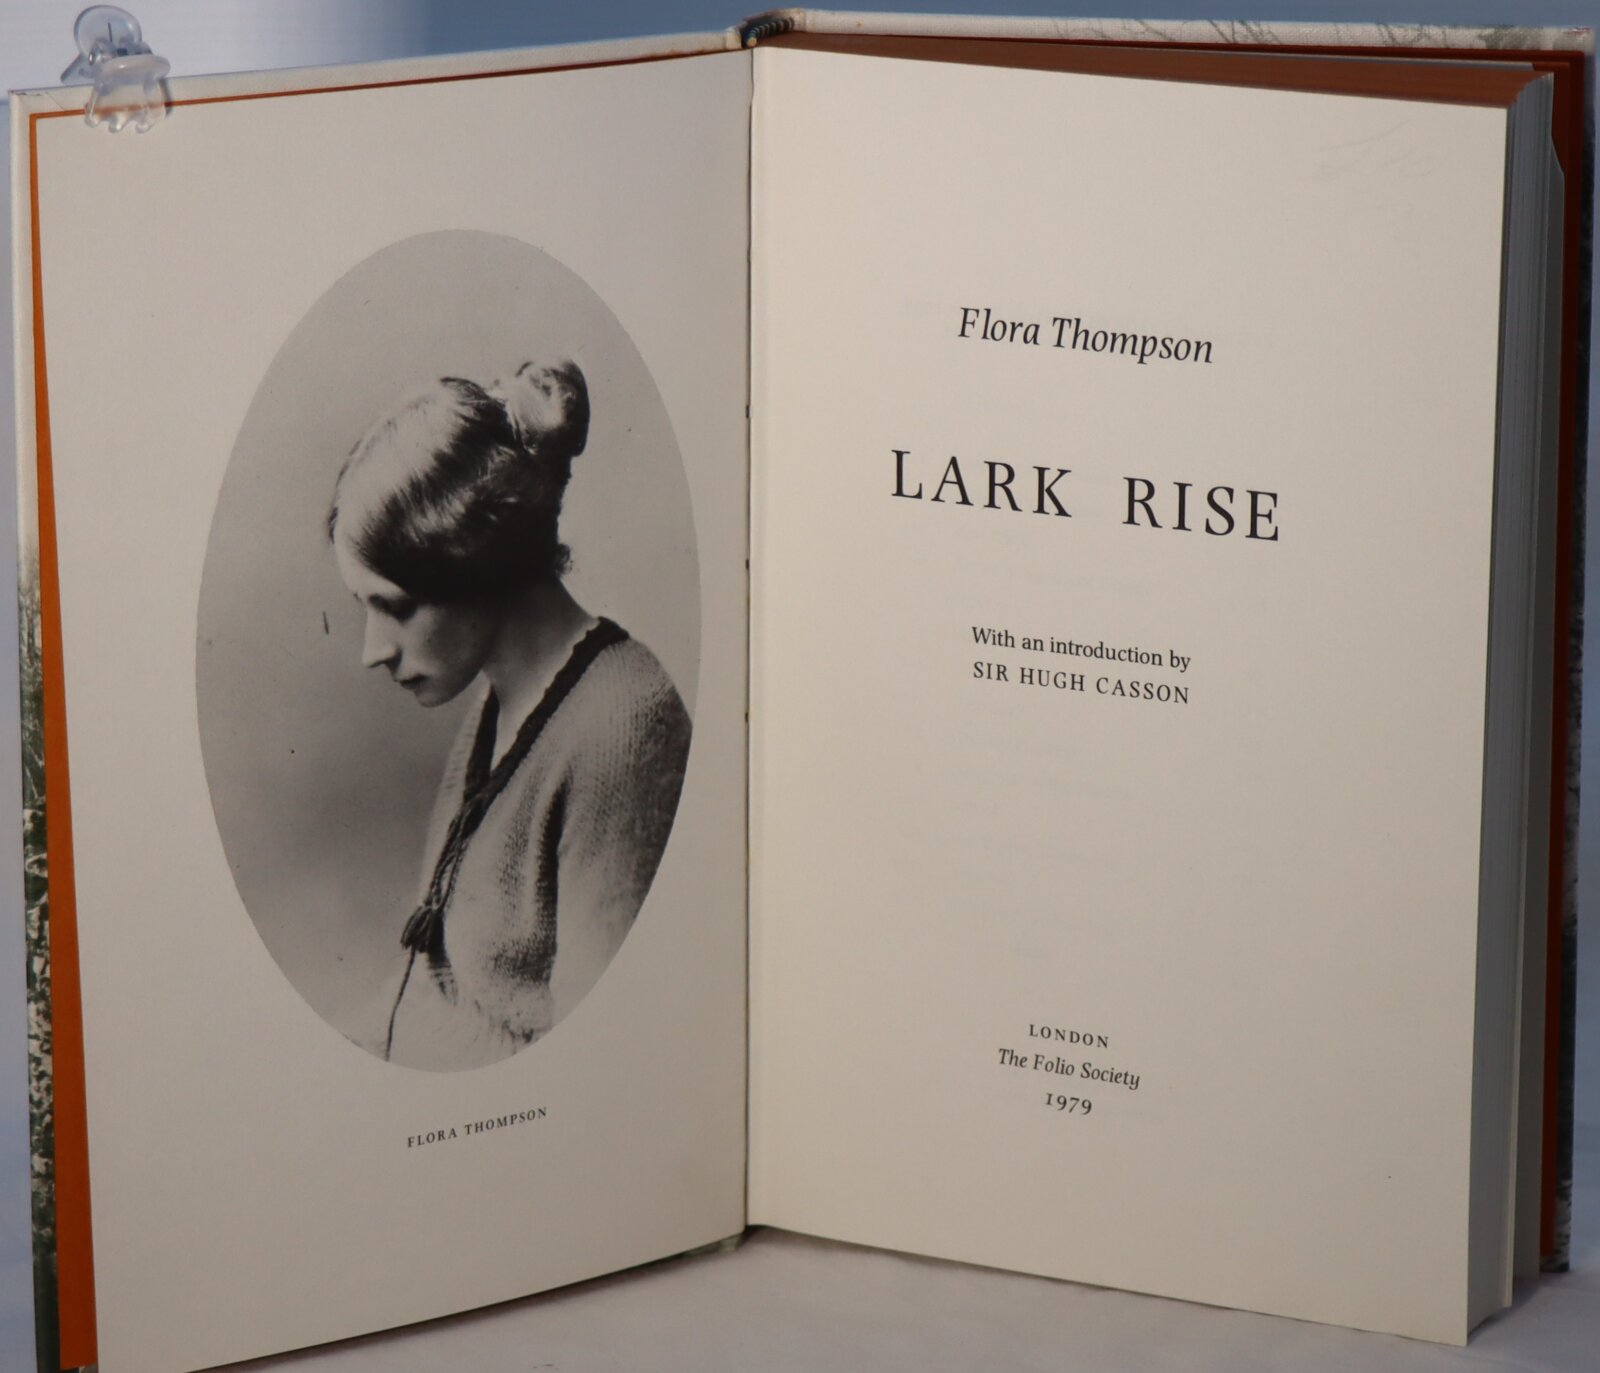 FLORA THOMPSON
Flora Thompson
LARK RISE
With an introduction by
SIR HUGH CASSON
LONDON
The Folio Society
1979